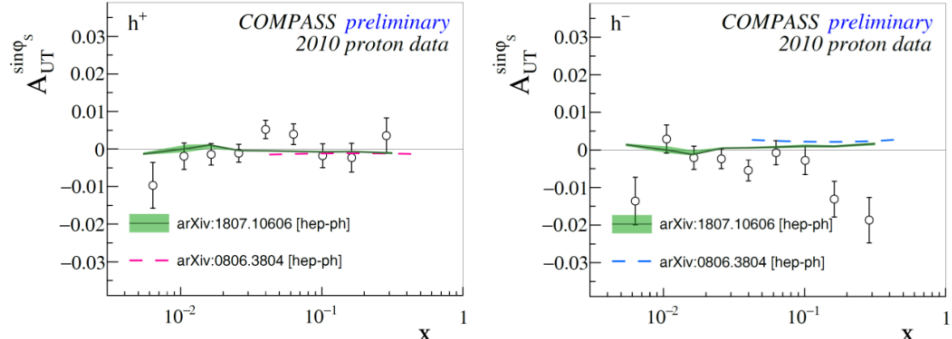 h+
COMPASS preliminary
2010 proton data
A_UT^sinφ_S
0.03
0.02
0.01
0
−0.01
−0.02
−0.03
arXiv:1807.10606 [hep-ph]
arXiv:0806.3804 [hep-ph]
10−2
10−1
1
x
h−
COMPASS preliminary
2010 proton data
A_UT^sinφ_S
0.03
0.02
0.01
0
−0.01
−0.02
−0.03
arXiv:1807.10606 [hep-ph]
arXiv:0806.3804 [hep-ph]
10−2
10−1
1
x